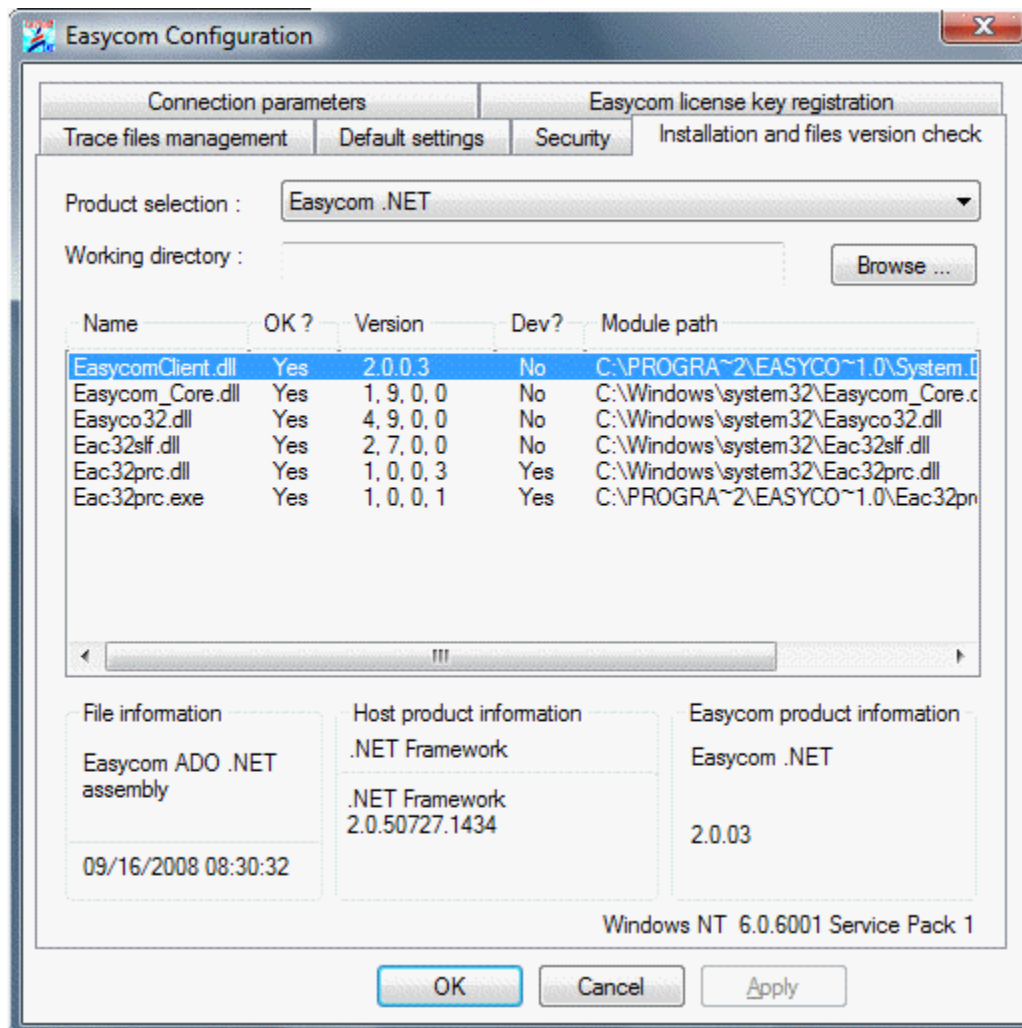 Easycom Configuration
Connection parameters Easycom license key registration
Trace files management Default settings Security Installation and files version check
Product selection : Easycom .NET
Working directory : Browse ...
Name OK ? Version Dev? Module path
EasycomClient.dll Yes 2.0.0.3 No C:\PROGRA~2\EASYCO~1.0\System.D
Easycom_Core.dll Yes 1, 9, 0, 0 No C:\Windows\system32\Easycom_Core.d
Easyco32.dll Yes 4, 9, 0, 0 No C:\Windows\system32\Easyco32.dll
Eac32slf.dll Yes 2, 7, 0, 0 No C:\Windows\system32\Eac32slf.dll
Eac32prc.dll Yes 1, 0, 0, 3 Yes C:\Windows\system32\Eac32prc.dll
Eac32prc.exe Yes 1, 0, 0, 1 Yes C:\PROGRA~2\EASYCO~1.0\Eac32prc
File information Host product information Easycom product information
.NET Framework
Easycom ADO .NET Easycom .NET
assembly
.NET Framework
2.0.50727.1434
2.0.03
09/16/2008 08:30:32
Windows NT 6.0.6001 Service Pack 1
OK Cancel Apply